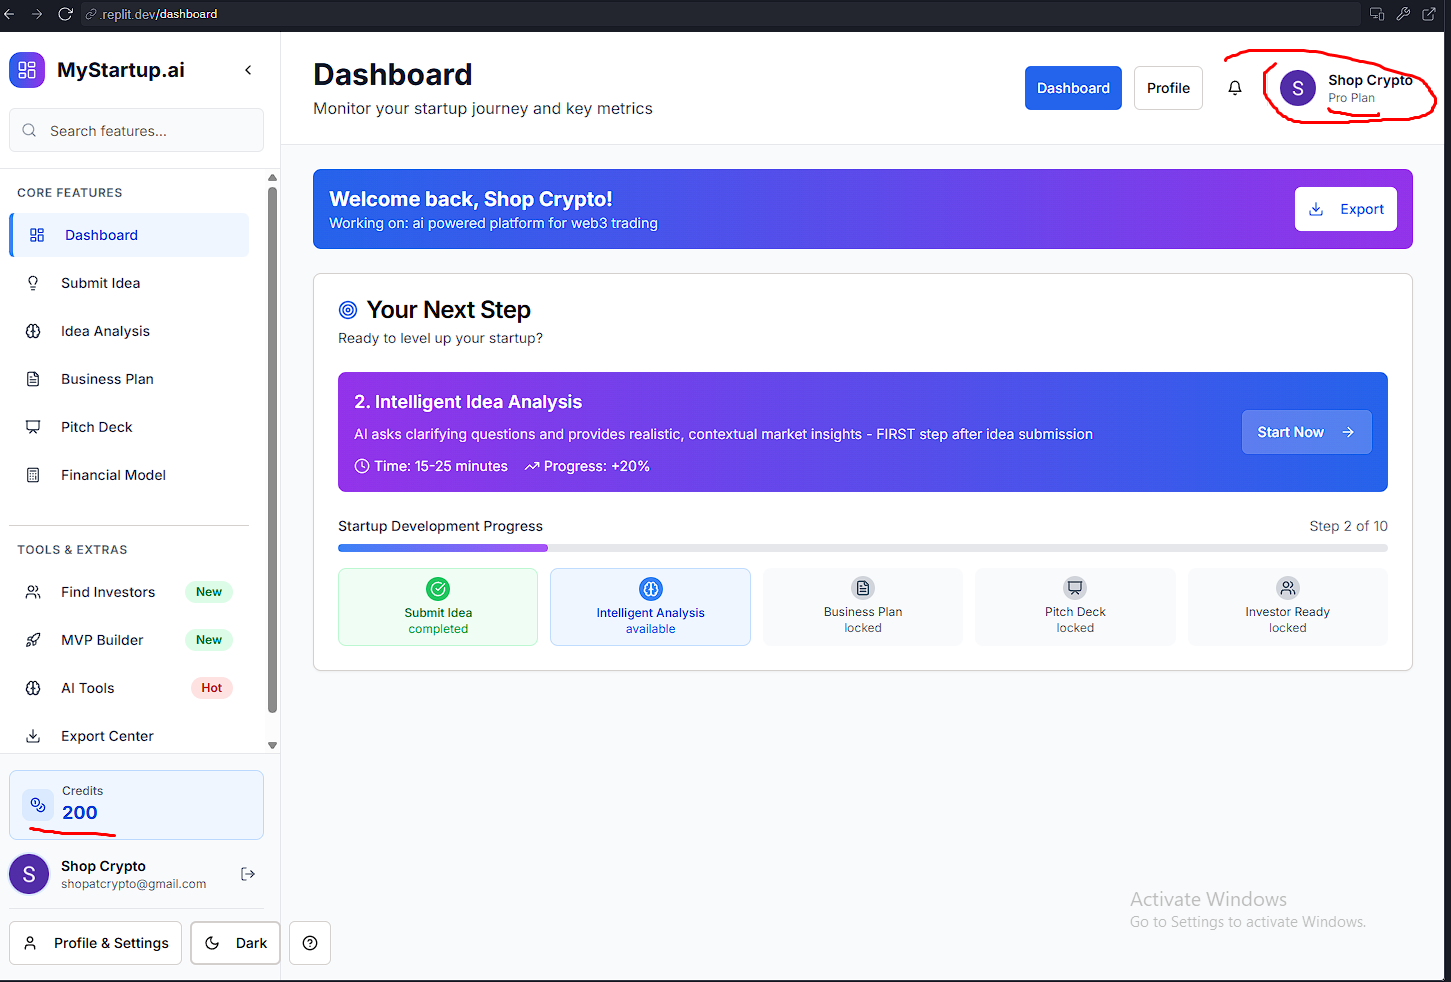 .replit.dev/dashboard
MyStartup.ai
Search features...
CORE FEATURES
Dashboard
Submit Idea
Idea Analysis
Business Plan
Pitch Deck
Financial Model
TOOLS & EXTRAS
Find Investors New
MVP Builder New
AI Tools Hot
Export Center
Credits
200
S
Shop Crypto
shopatcrypto@gmail.com
Profile & Settings
Dark
Dashboard
Monitor your startup journey and key metrics
Dashboard
Profile
S
Shop Crypto
Pro Plan
Welcome back, Shop Crypto!
Working on: ai powered platform for web3 trading
Export
Your Next Step
Ready to level up your startup?
2. Intelligent Idea Analysis
AI asks clarifying questions and provides realistic, contextual market insights - FIRST step after idea submission
Time: 15-25 minutes Progress: +20%
Start Now
Startup Development Progress
Step 2 of 10
Submit Idea
completed
Intelligent Analysis
available
Business Plan
locked
Pitch Deck
locked
Investor Ready
locked
Activate Windows
Go to Settings to activate Windows.